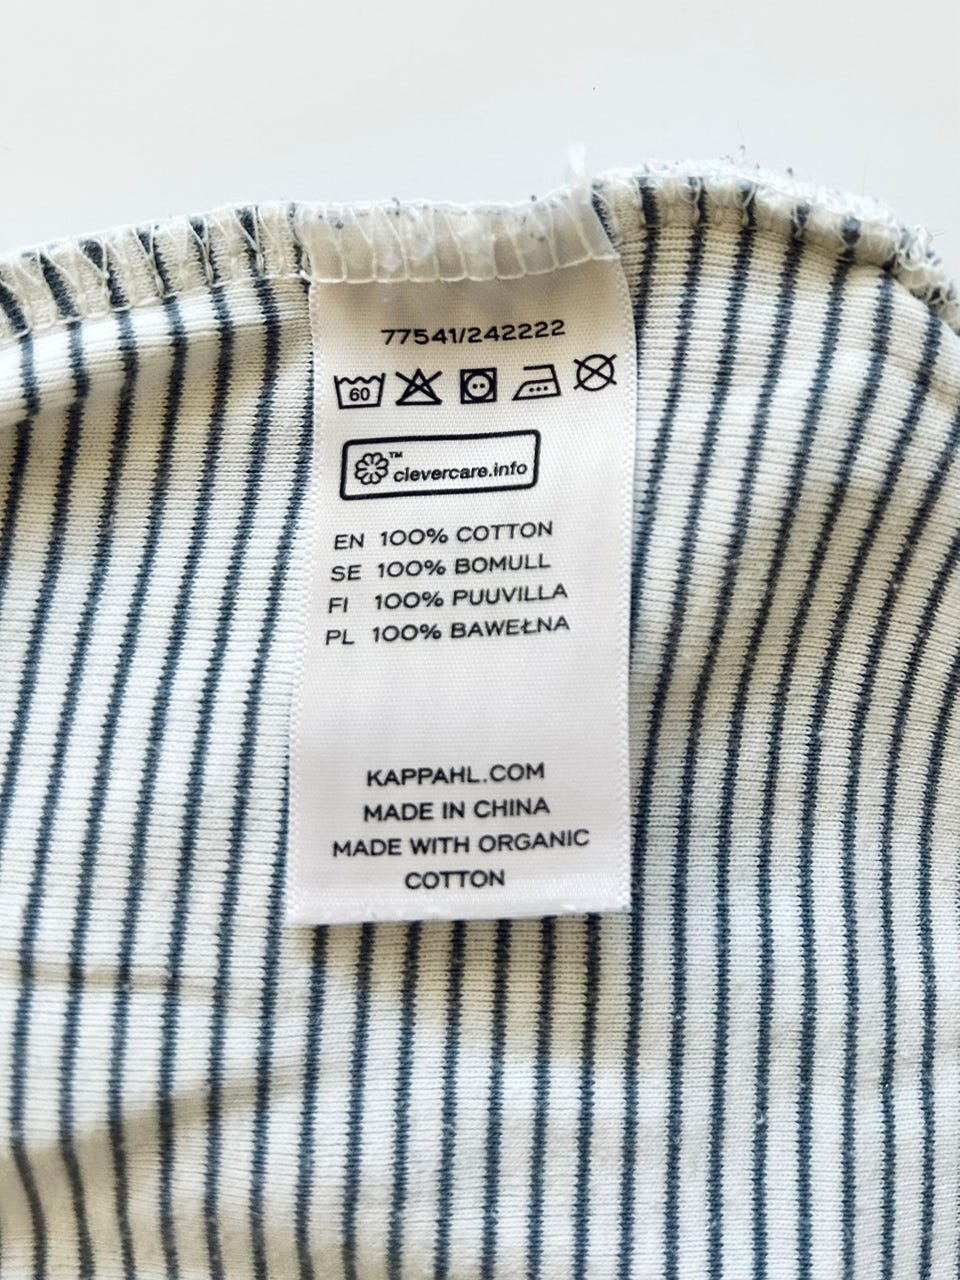 77541/242222
60
™
clevercare.info
EN 100% COTTON
SE 100% BOMULL
FI 100% PUUVILLA
PL 100% BAWEŁNA
KAPPAHL.COM
MADE IN CHINA
MADE WITH ORGANIC
COTTON